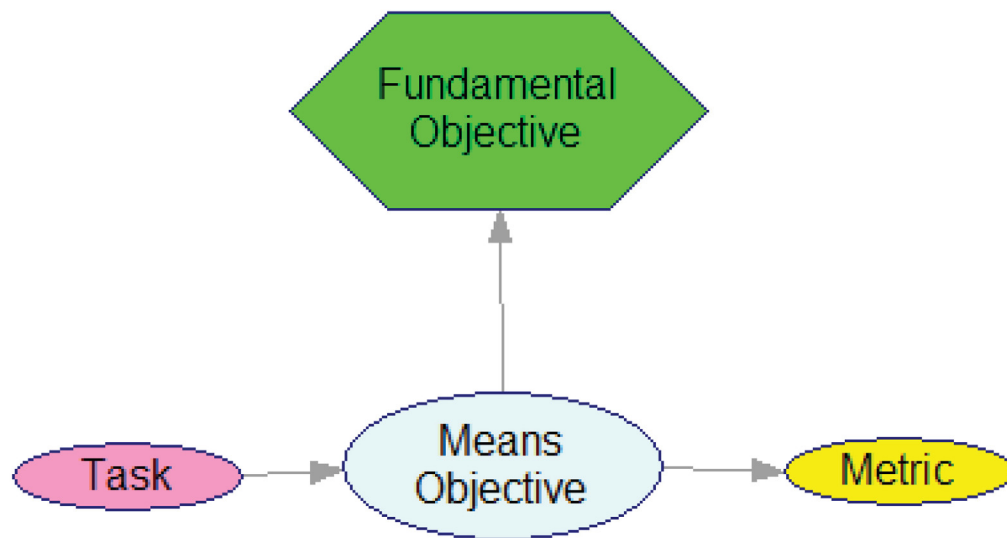 Fundamental
Objective
Means
Objective
Task
Metric